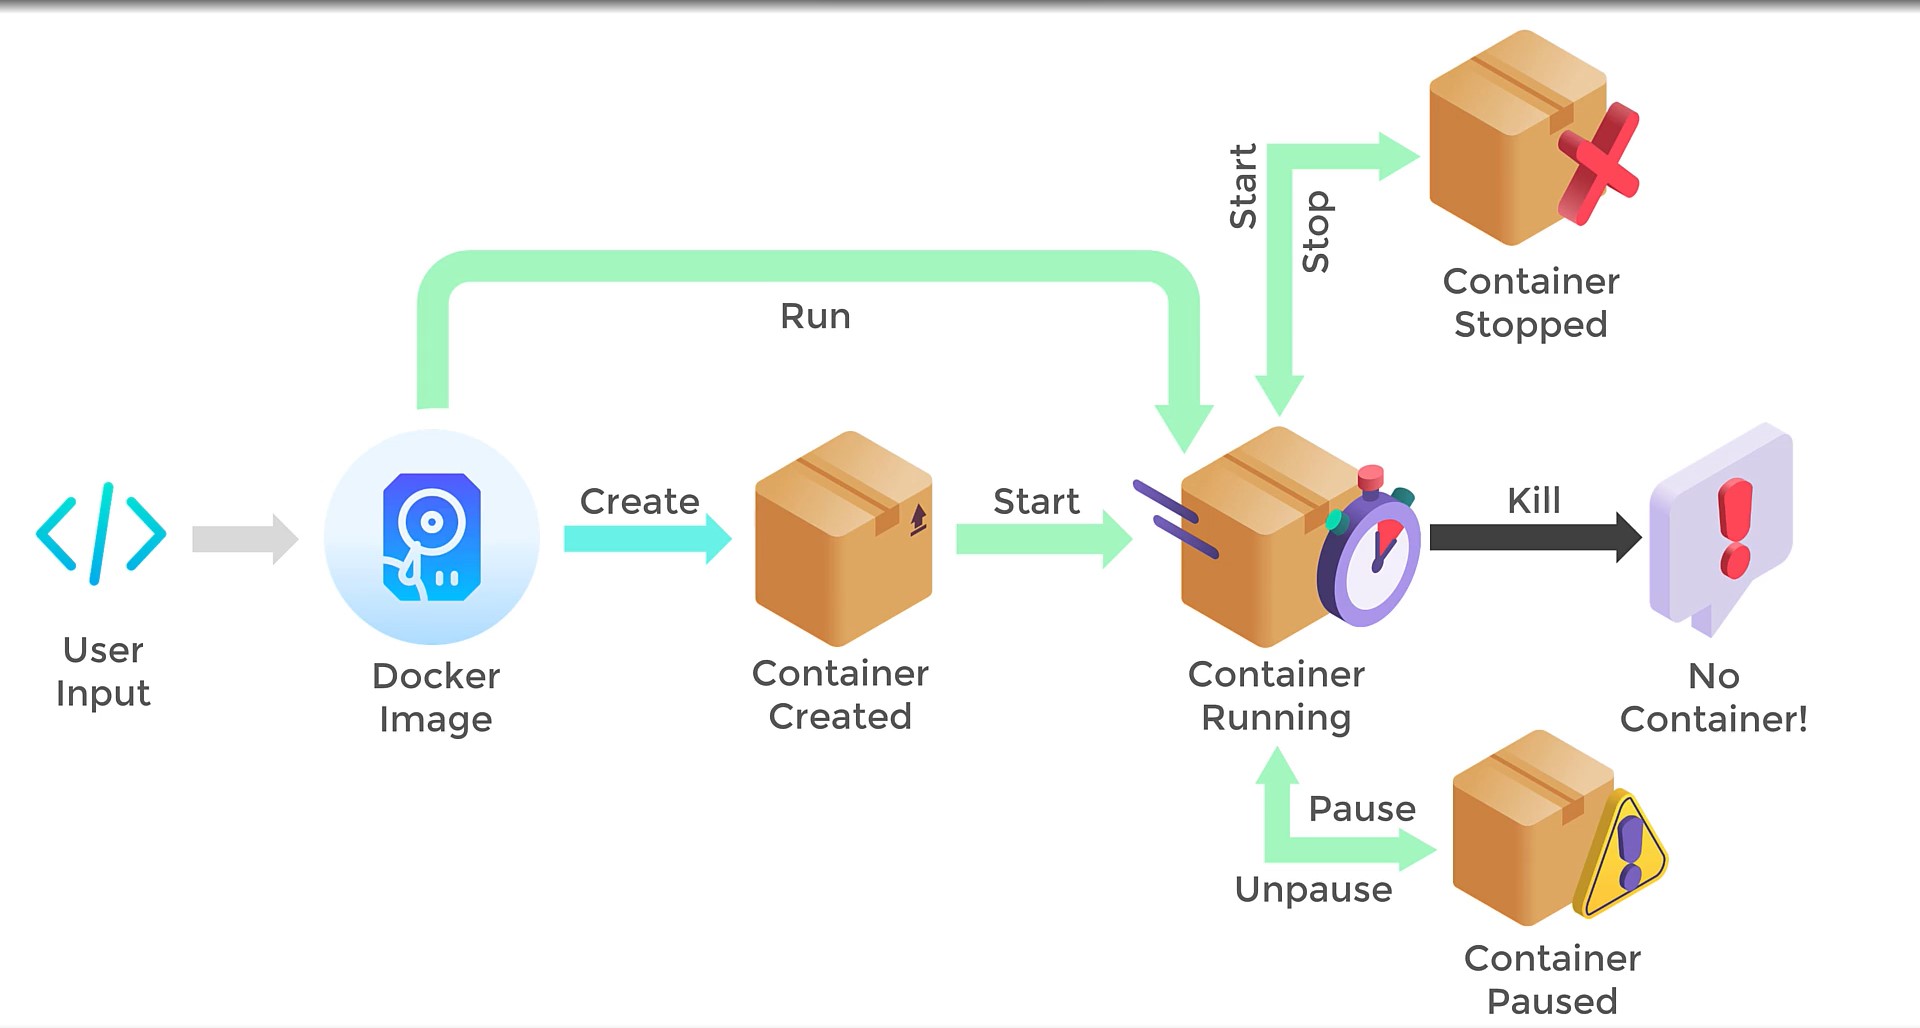 Start
Stop
Container
Stopped
Run
Create
Start
Kill
User
Input
Docker
Image
Container
Created
Container
Running
No
Container!
Pause
Unpause
Container
Paused